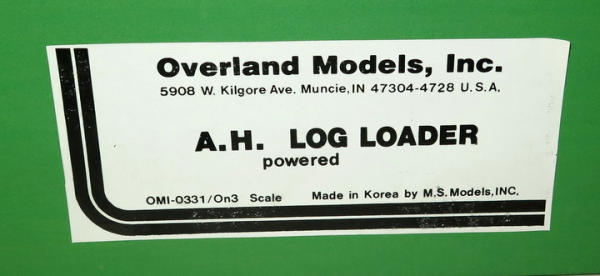 Overland Models, Inc.
5908 W. Kilgore Ave. Muncie, IN 47304-4728 U.S.A.
A.H. LOG LOADER
powered
OMI-0331/On3 Scale Made in Korea by M.S. Models, INC.